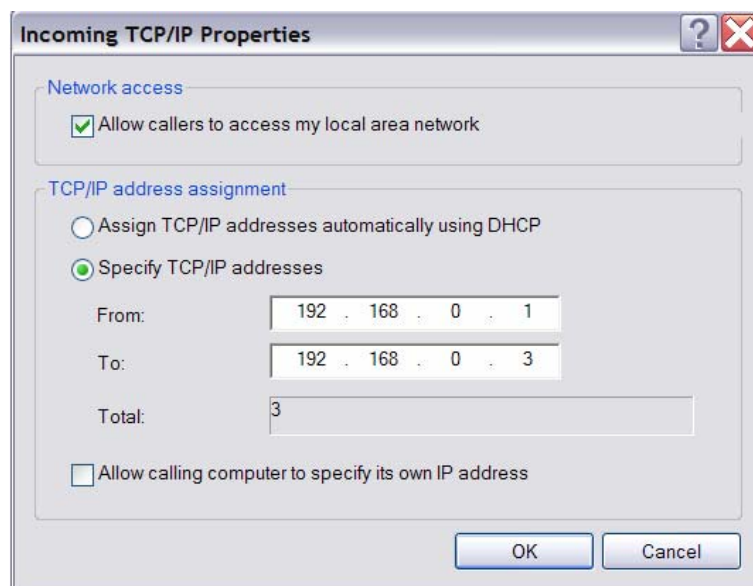 Incoming TCP/IP Properties
Network access
Allow callers to access my local area network
TCP/IP address assignment
Assign TCP/IP addresses automatically using DHCP
Specify TCP/IP addresses
From: 192 . 168 . 0 . 1
To: 192 . 168 . 0 . 3
Total: 3
Allow calling computer to specify its own IP address
OK Cancel